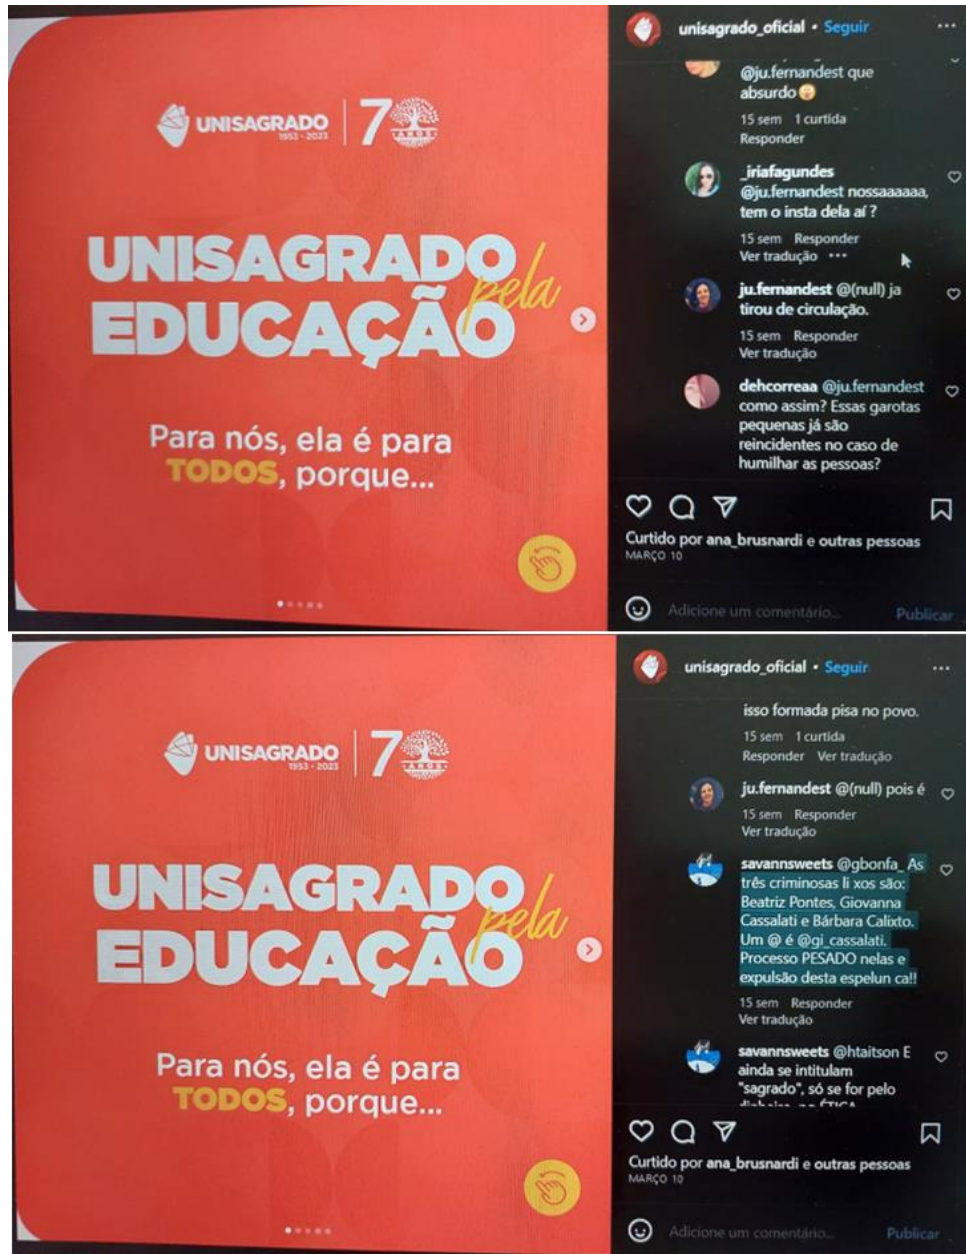 UNISAGRADO
1953 - 2023
70
ANOS
UNISAGRADO
pela
EDUCAÇÃO
Para nós, ela é para
TODOS, porque...
unisagrado_oficial • Seguir
@ju.fernandest que
absurdo
15 sem 1 curtida
Responder
_iriafagundes
@ju.fernandest nossaaaaaa,
tem o insta dela aí ?
15 sem Responder
Ver tradução
ju.fernandest @(null) ja
tirou de circulação.
15 sem Responder
Ver tradução
dehcorreaa @ju.fernandest
como assim? Essas garotas
pequenas já são
reincidentes no caso de
humilhar as pessoas?
Curtido por ana_brusnardi e outras pessoas
MARÇO 10
Adicione um comentário...
Publicar
UNISAGRADO
1953 - 2023
70
ANOS
UNISAGRADO
pela
EDUCAÇÃO
Para nós, ela é para
TODOS, porque...
unisagrado_oficial • Seguir
isso formada pisa no povo.
15 sem 1 curtida
Responder Ver tradução
ju.fernandest @(null) pois é
15 sem Responder
Ver tradução
savannsweets @gbonfa_ As
três criminosas li xos são:
Beatriz Pontes, Giovanna
Cassalati e Bárbara Calixto.
Um @ é @gi_cassalati.
Processo PESADO nelas e
expulsão desta espelun ca!!
15 sem Responder
Ver tradução
savannsweets @htaitson E
ainda se intitulam
"sagrado", só se for pelo
Curtido por ana_brusnardi e outras pessoas
MARÇO 10
Adicione um comentário...
Publicar